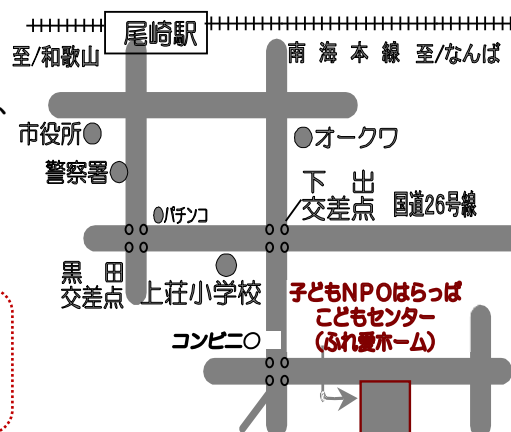 尾崎駅
至/和歌山
南海本線 至/なんば
市役所
オークワ
警察署
下出
交差点
国道26号線
パチンコ
黒田
交差点
上荘小学校
子どもNPOはらっぱ
こどもセンター
(ふれ愛ホーム)
コンビニ